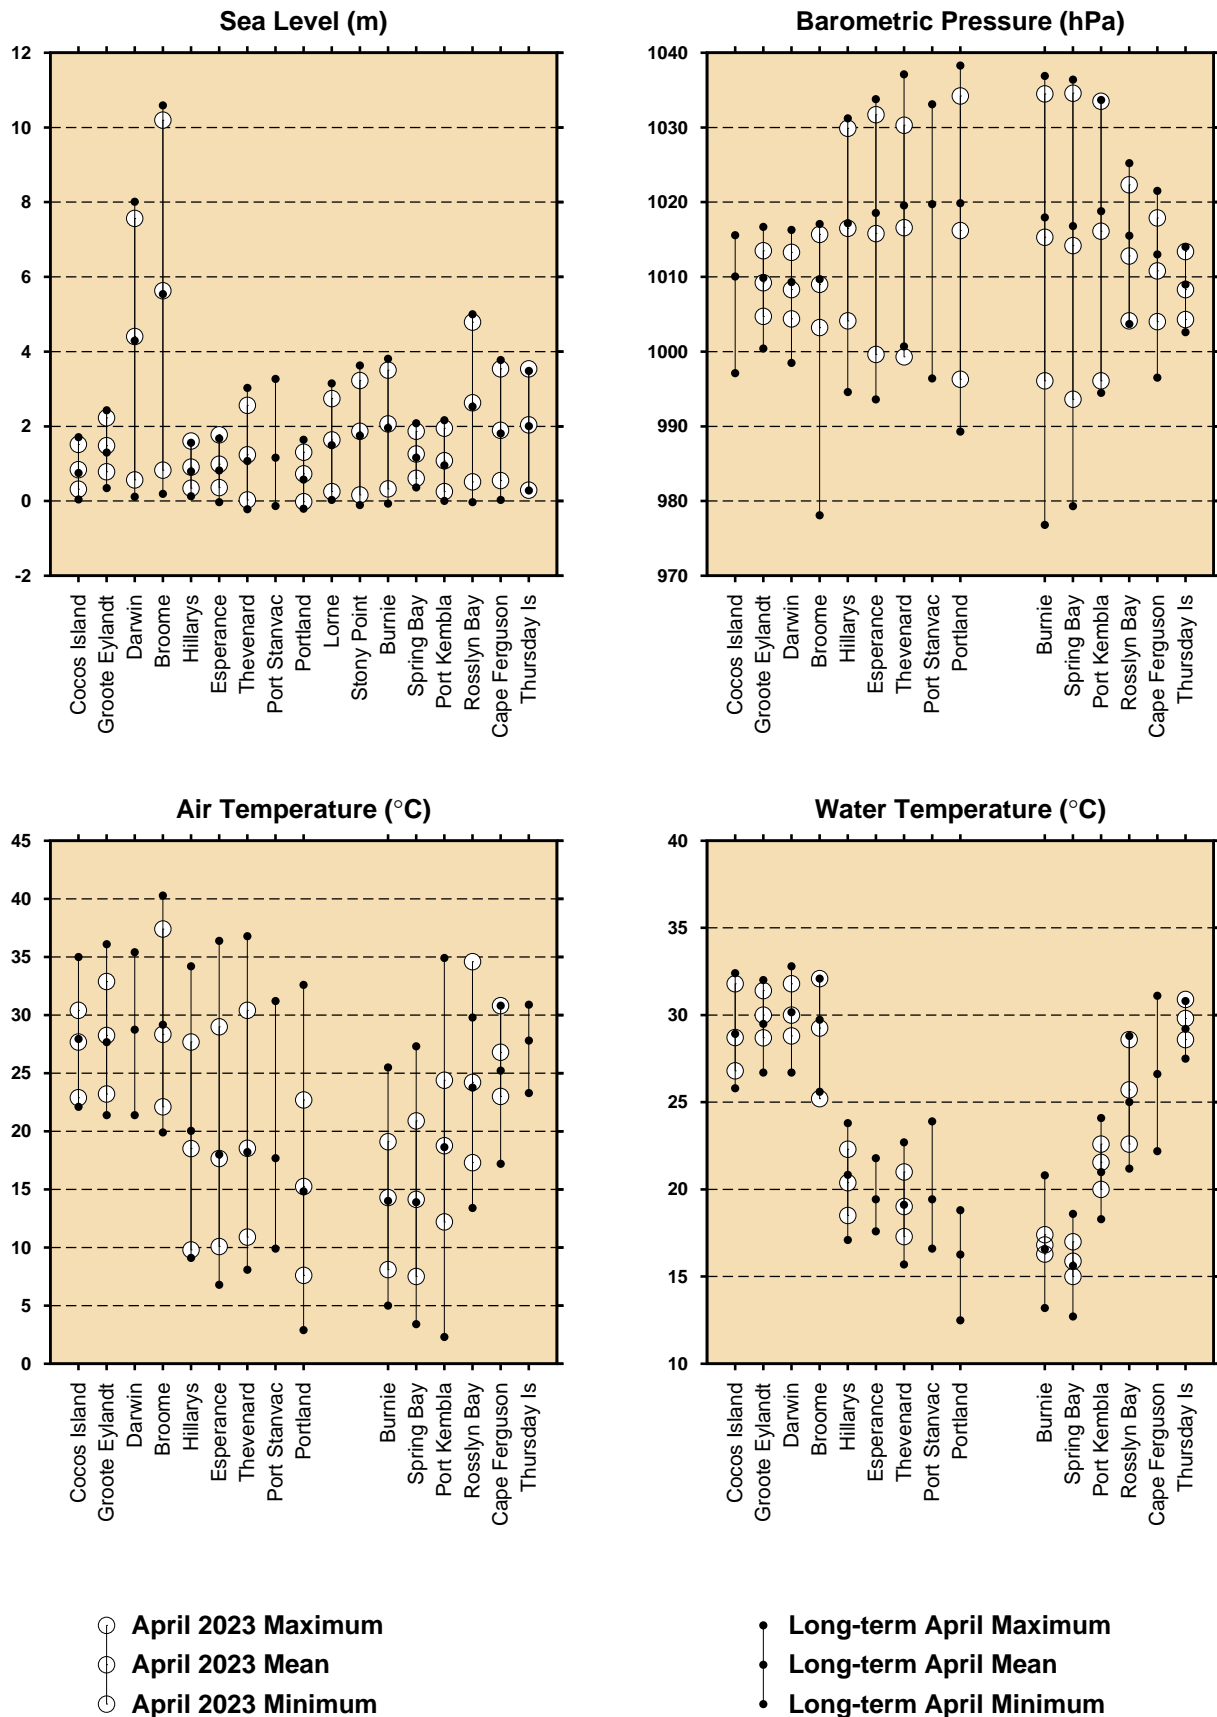 Sea Level (m)
12
10
8
6
4
2
0
-2
Cocos Island
Groote Eylandt
Darwin
Broome
Hillarys
Esperance
Thevenard
Port Stanvac
Portland
Lorne
Stony Point
Burnie
Spring Bay
Port Kembla
Rosslyn Bay
Cape Ferguson
Thursday Is
Barometric Pressure (hPa)
1040
1030
1020
1010
1000
990
980
970
Cocos Island
Groote Eylandt
Darwin
Broome
Hillarys
Esperance
Thevenard
Port Stanvac
Portland
Burnie
Spring Bay
Port Kembla
Rosslyn Bay
Cape Ferguson
Thursday Is
Air Temperature (°C)
45
40
35
30
25
20
15
10
5
0
Cocos Island
Groote Eylandt
Darwin
Broome
Hillarys
Esperance
Thevenard
Port Stanvac
Portland
Burnie
Spring Bay
Port Kembla
Rosslyn Bay
Cape Ferguson
Thursday Is
Water Temperature (°C)
40
35
30
25
20
15
10
Cocos Island
Groote Eylandt
Darwin
Broome
Hillarys
Esperance
Thevenard
Port Stanvac
Portland
Burnie
Spring Bay
Port Kembla
Rosslyn Bay
Cape Ferguson
Thursday Is
April 2023 Maximum
April 2023 Mean
April 2023 Minimum
Long-term April Maximum
Long-term April Mean
Long-term April Minimum